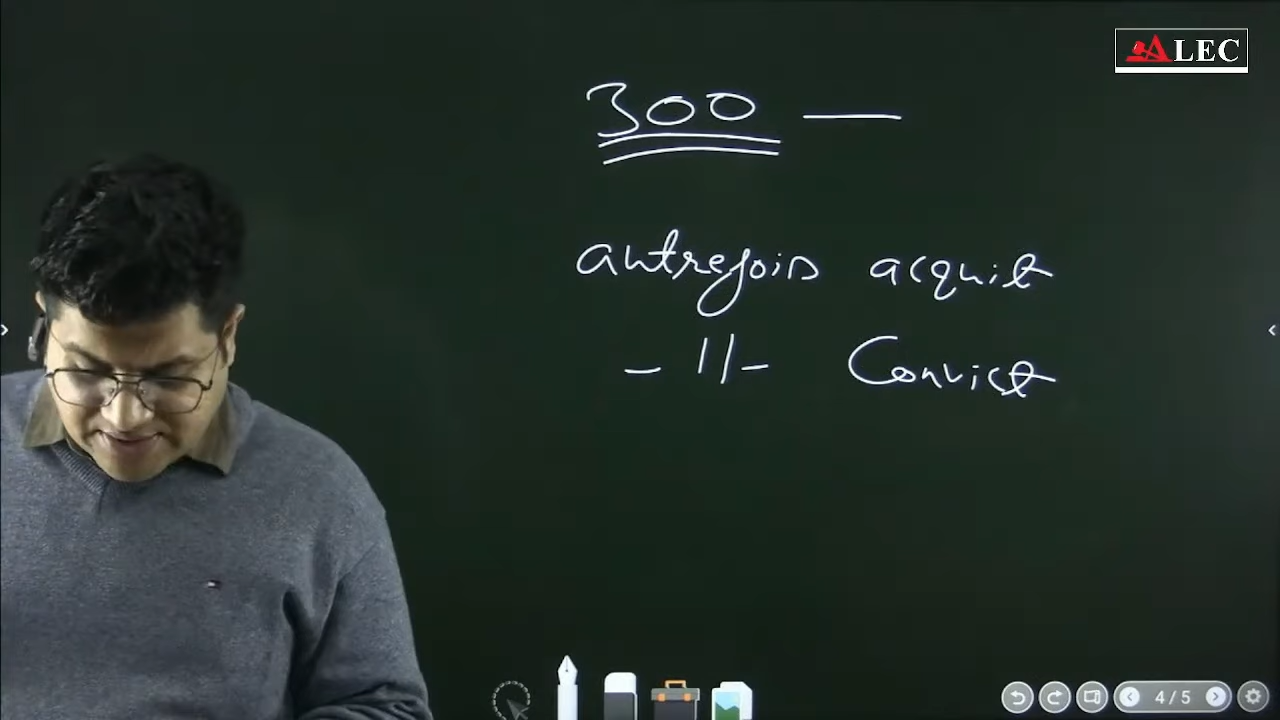 ALEC
300 —
autrefois acquit
- 11 - Convict
4/5